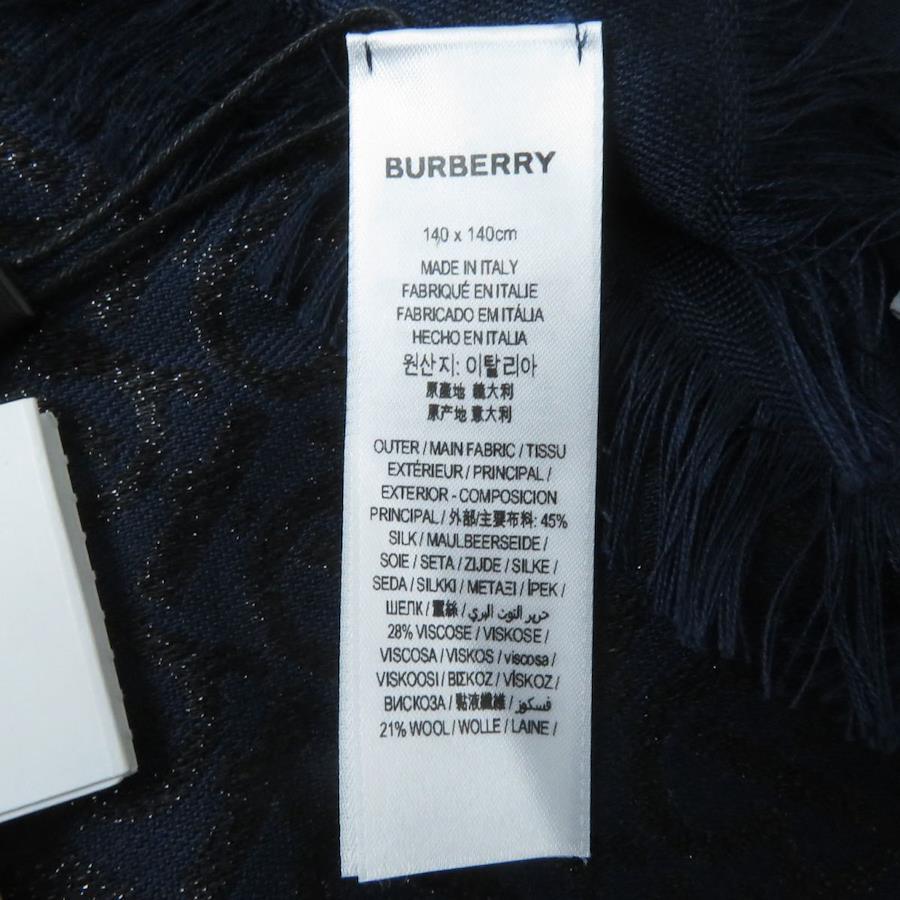 BURBERRY
140 x 140cm
MADE IN ITALY
FABRIQUÉ EN ITALIE
FABRICADO EM ITÁLIA
HECHO EN ITALIA
원산지: 이탈리아
原產地 義大利
原产地 意大利
OUTER / MAIN FABRIC / TISSU
EXTÉRIEUR / PRINCIPAL /
EXTERIOR - COMPOSICION
PRINCIPAL / 外部/主要布料: 45%
SILK / MAULBEERSEIDE /
SOIE / SETA / ZIJDE / SILKE /
SEDA / SILKKI / ΜΕΤΑΞΙ / İPEK /
ШЕЛК / 蠶絲 / حرير التوت البري /
28% VISCOSE / VISKOSE /
VISCOSA / VISKOS / viscosa /
VISKOOSI / ΒΙΣΚΟΖ / VİSKOZ /
ВИСКОЗА / 黏液纖維 / فسكوز /
21% WOOL / WOLLE / LAINE /